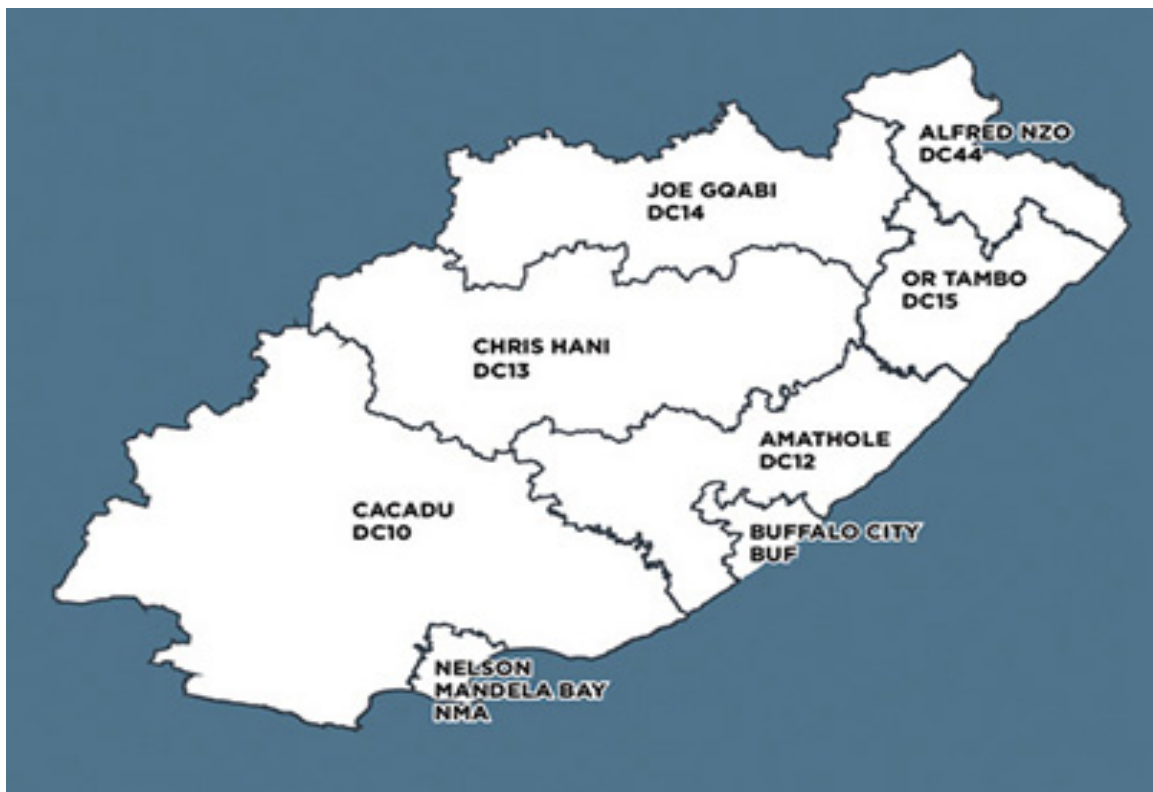 ALFRED NZO
DC44
JOE GQABI
DC14
OR TAMBO
DC15
CHRIS HANI
DC13
AMATHOLE
DC12
CACADU
DC10
BUFFALO CITY
BUF
NELSON
MANDELA BAY
NMA